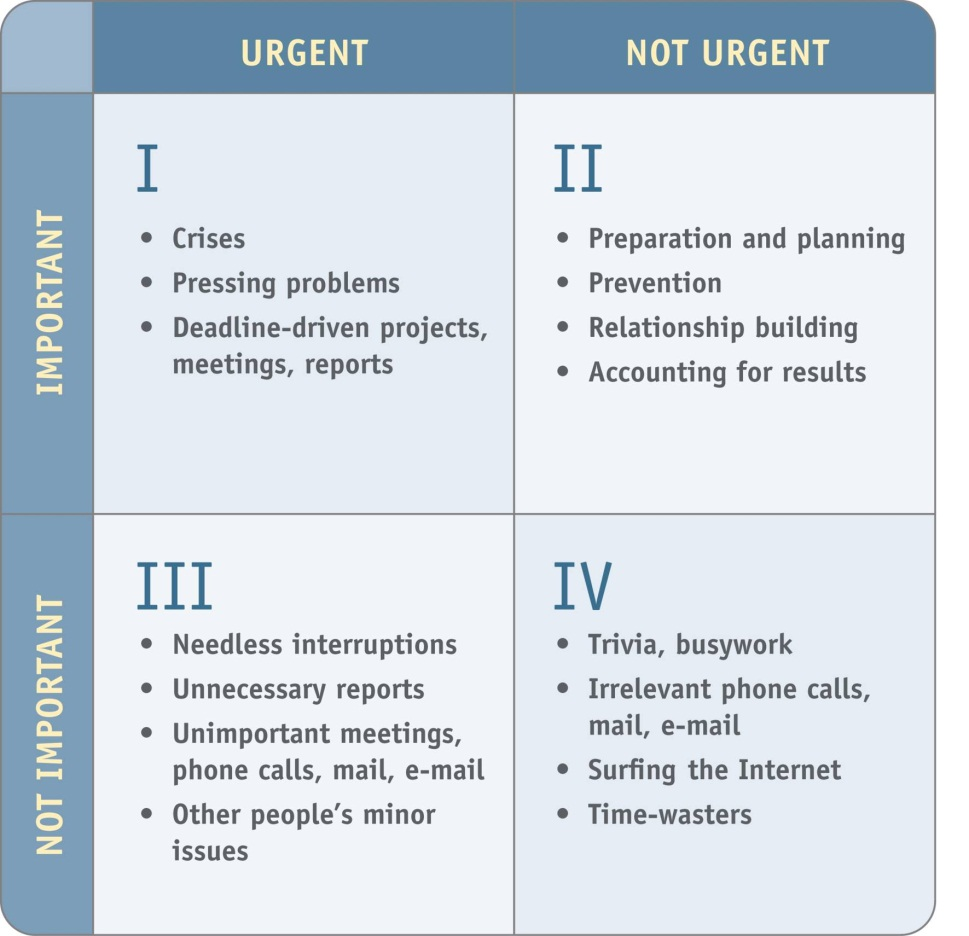 URGENT
NOT URGENT
IMPORTANT
I
• Crises
• Pressing problems
• Deadline-driven projects,
meetings, reports
II
• Preparation and planning
• Prevention
• Relationship building
• Accounting for results
NOT IMPORTANT
III
• Needless interruptions
• Unnecessary reports
• Unimportant meetings,
phone calls, mail, e-mail
• Other people’s minor
issues
IV
• Trivia, busywork
• Irrelevant phone calls,
mail, e-mail
• Surfing the Internet
• Time-wasters